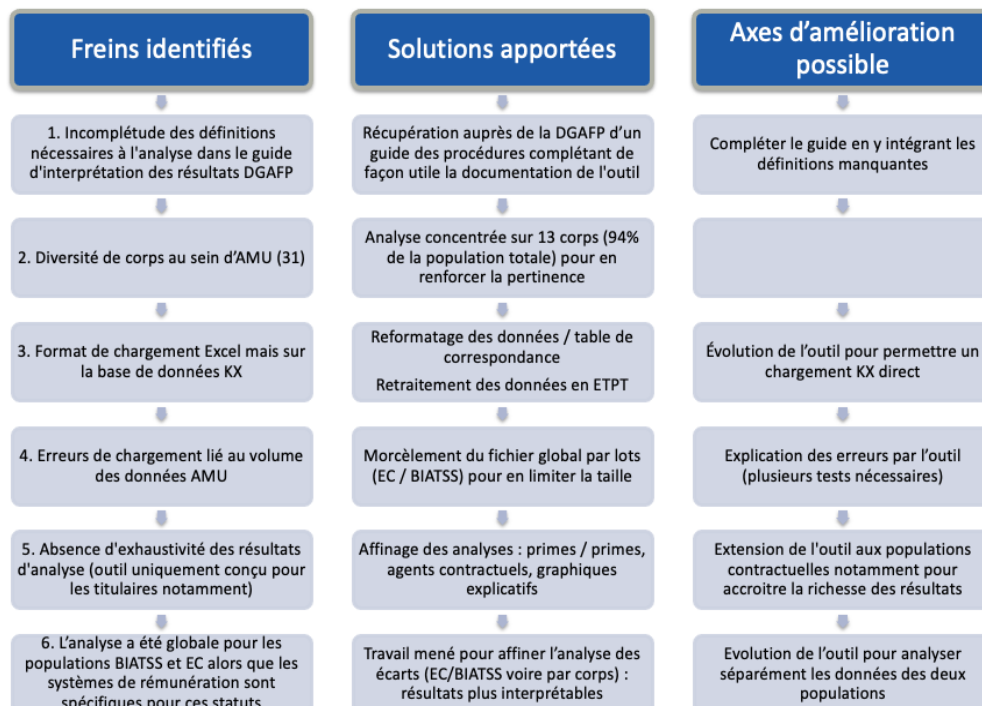 Freins identifiés
1. Incomplétude des définitions
nécessaires à l'analyse dans le guide
d'interprétation des résultats DGAFP
2. Diversité de corps au sein d’AMU (31)
3. Format de chargement Excel mais sur
la base de données KX
4. Erreurs de chargement lié au volume
des données AMU
5. Absence d'exhaustivité des résultats
d'analyse (outil uniquement conçu pour
les titulaires notamment)
6. L’analyse a été globale pour les
populations BIATSS et EC alors que les
systèmes de rémunération sont
spécifiques pour ces statuts
Solutions apportées
Récupération auprès de la DGAFP d’un
guide des procédures complétant de
façon utile la documentation de l'outil
Analyse concentrée sur 13 corps (94%
de la population totale) pour en
renforcer la pertinence
Reformatage des données / table de
correspondance
Retraitement des données en ETPT
Morcèlement du fichier global par lots
(EC / BIATSS) pour en limiter la taille
Affinage des analyses : primes / primes,
agents contractuels, graphiques
explicatifs
Travail mené pour affiner l’analyse des
écarts (EC/BIATSS voire par corps) :
résultats plus interprétables
Axes d’amélioration
possible
Compléter le guide en y intégrant les
définitions manquantes
Évolution de l’outil pour permettre un
chargement KX direct
Explication des erreurs par l’outil
(plusieurs tests nécessaires)
Extension de l'outil aux populations
contractuelles notamment pour
accroitre la richesse des résultats
Evolution de l’outil pour analyser
séparément les données des deux
populations